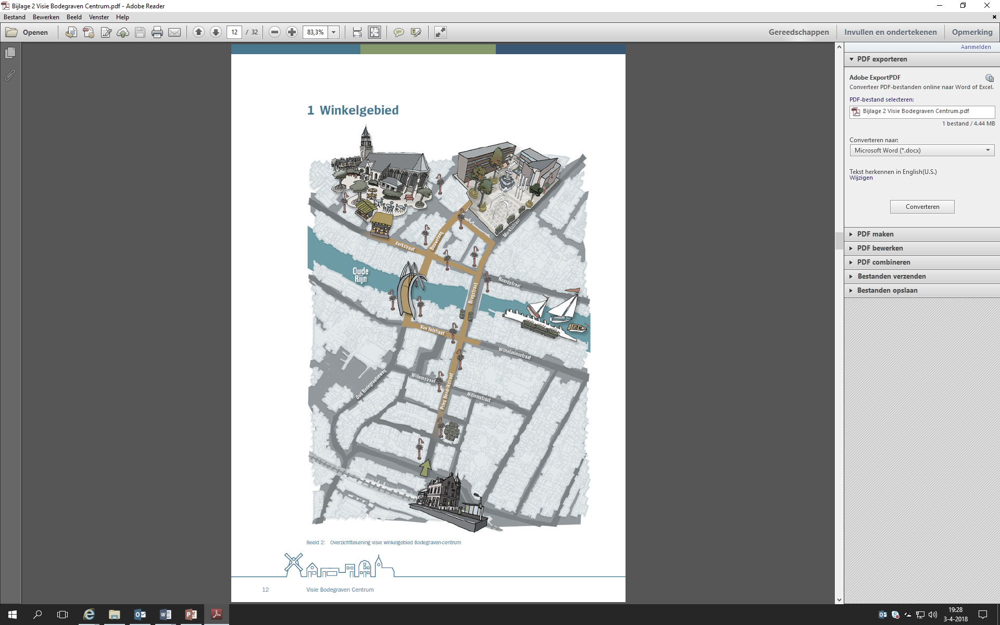 Bijlage 2 Visie Bodegraven Centrum.pdf - Adobe Reader
Bestand Bewerken Beeld Venster Help
Openen 12 / 32 83,3% Gereedschappen Invullen en ondertekenen Opmerking
Aanmelden
PDF exporteren
Adobe ExportPDF
Converteer PDF-bestanden online naar Word of Excel.
PDF-bestand selecteren:
Bijlage 2 Visie Bodegraven Centrum.pdf
1 bestand / 4.44 MB
Converteren naar:
Microsoft Word (*.docx)
Tekst herkennen in English(U.S.)
Wijzigen
Converteren
PDF maken
PDF bewerken
PDF combineren
Bestanden verzenden
Bestanden opslaan
1 Winkelgebied
Marktstraat
Bouwsteeg
Kerkstraat
Oude
Rijn
Noordstraat
Brugstraat
Van Tolstraat
Wilhelminastraat
Oud Bodegraafseweg
Willemstraat
Willemstraat
Prins Hendrikstraat
Beeld 2: Overzichttekening visie winkelgebied Bodegraven-centrum
12 Visie Bodegraven Centrum
19:28
3-4-2018